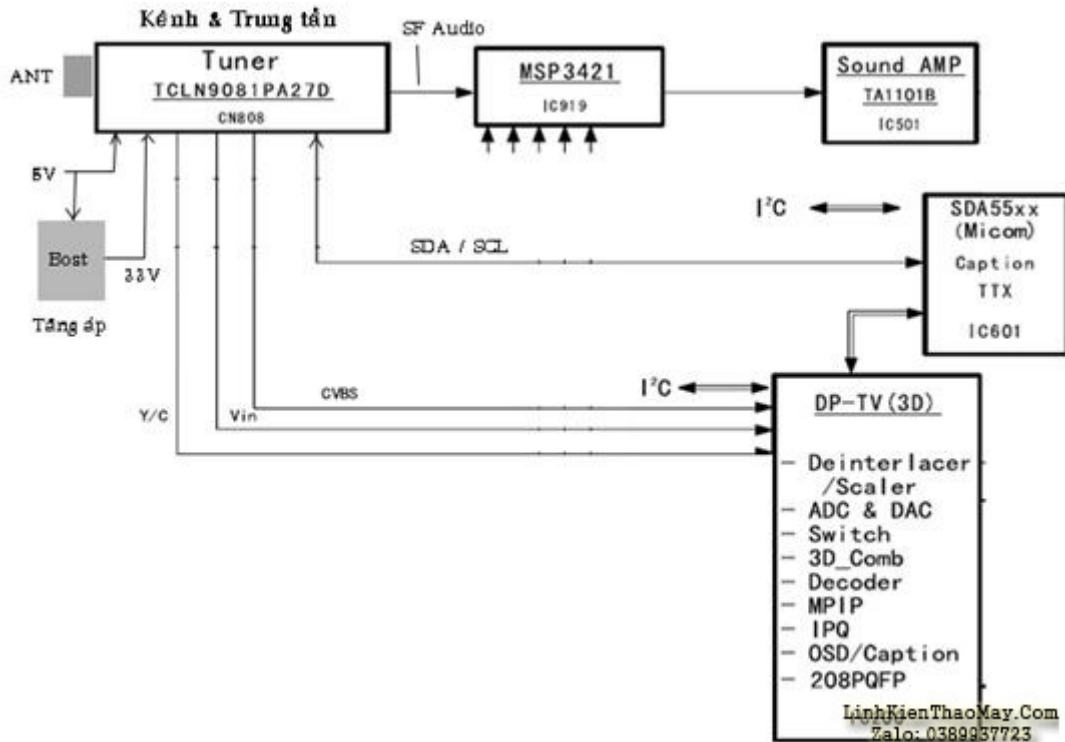 Kênh & Trung tần
SF Audio
ANT
Tuner
TCLN9081PA27D
CN808
MSP3421
IC919
Sound AMP
TA1101B
IC501
5V
Bost
33V
Tăng áp
SDA / SCL
I²C
SDA55xx
(Micom)
Caption
TTX
IC601
Y/C
Vin
CVBS
I²C
DP-TV(3D)
- Deinterlacer
/Scaler
- ADC & DAC
- Switch
- 3D_Comb
- Decoder
- MPIP
- IPQ
- OSD/Caption
- 208PQFP
LinhKienThaoMay.Com
Zalo: 0389937723